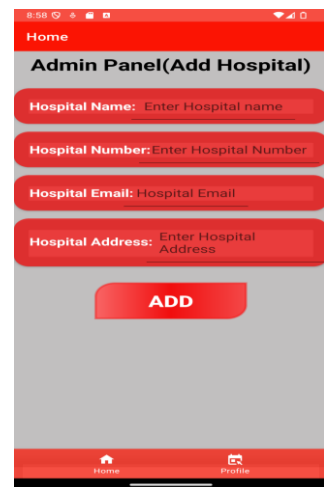 8:58
Home
Admin Panel(Add Hospital)
Hospital Name: Enter Hospital name
Hospital Number: Enter Hospital Number
Hospital Email: Hospital Email
Hospital Address: Enter Hospital
Address
ADD
Home Profile